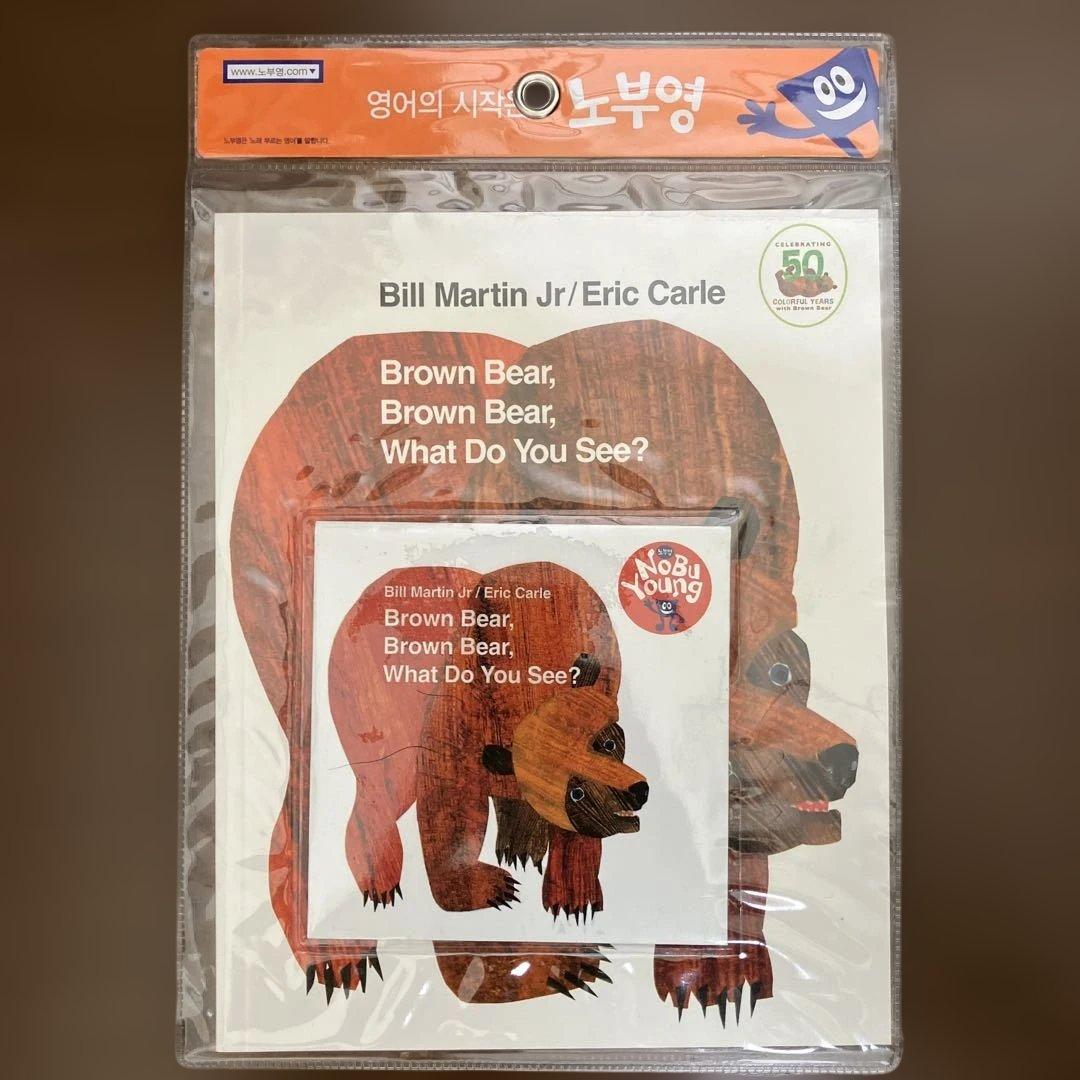 www.노부영.com▼
영어의 시작은 노부영
노부영은 '노래 부르는 영어'를 말합니다.
CELEBRATING
50
COLORFUL YEARS
with Brown Bear
Bill Martin Jr/Eric Carle
Brown Bear,
Brown Bear,
What Do You See?
노부영
NoBu
Young
Bill Martin Jr/Eric Carle
Brown Bear,
Brown Bear,
What Do You See?